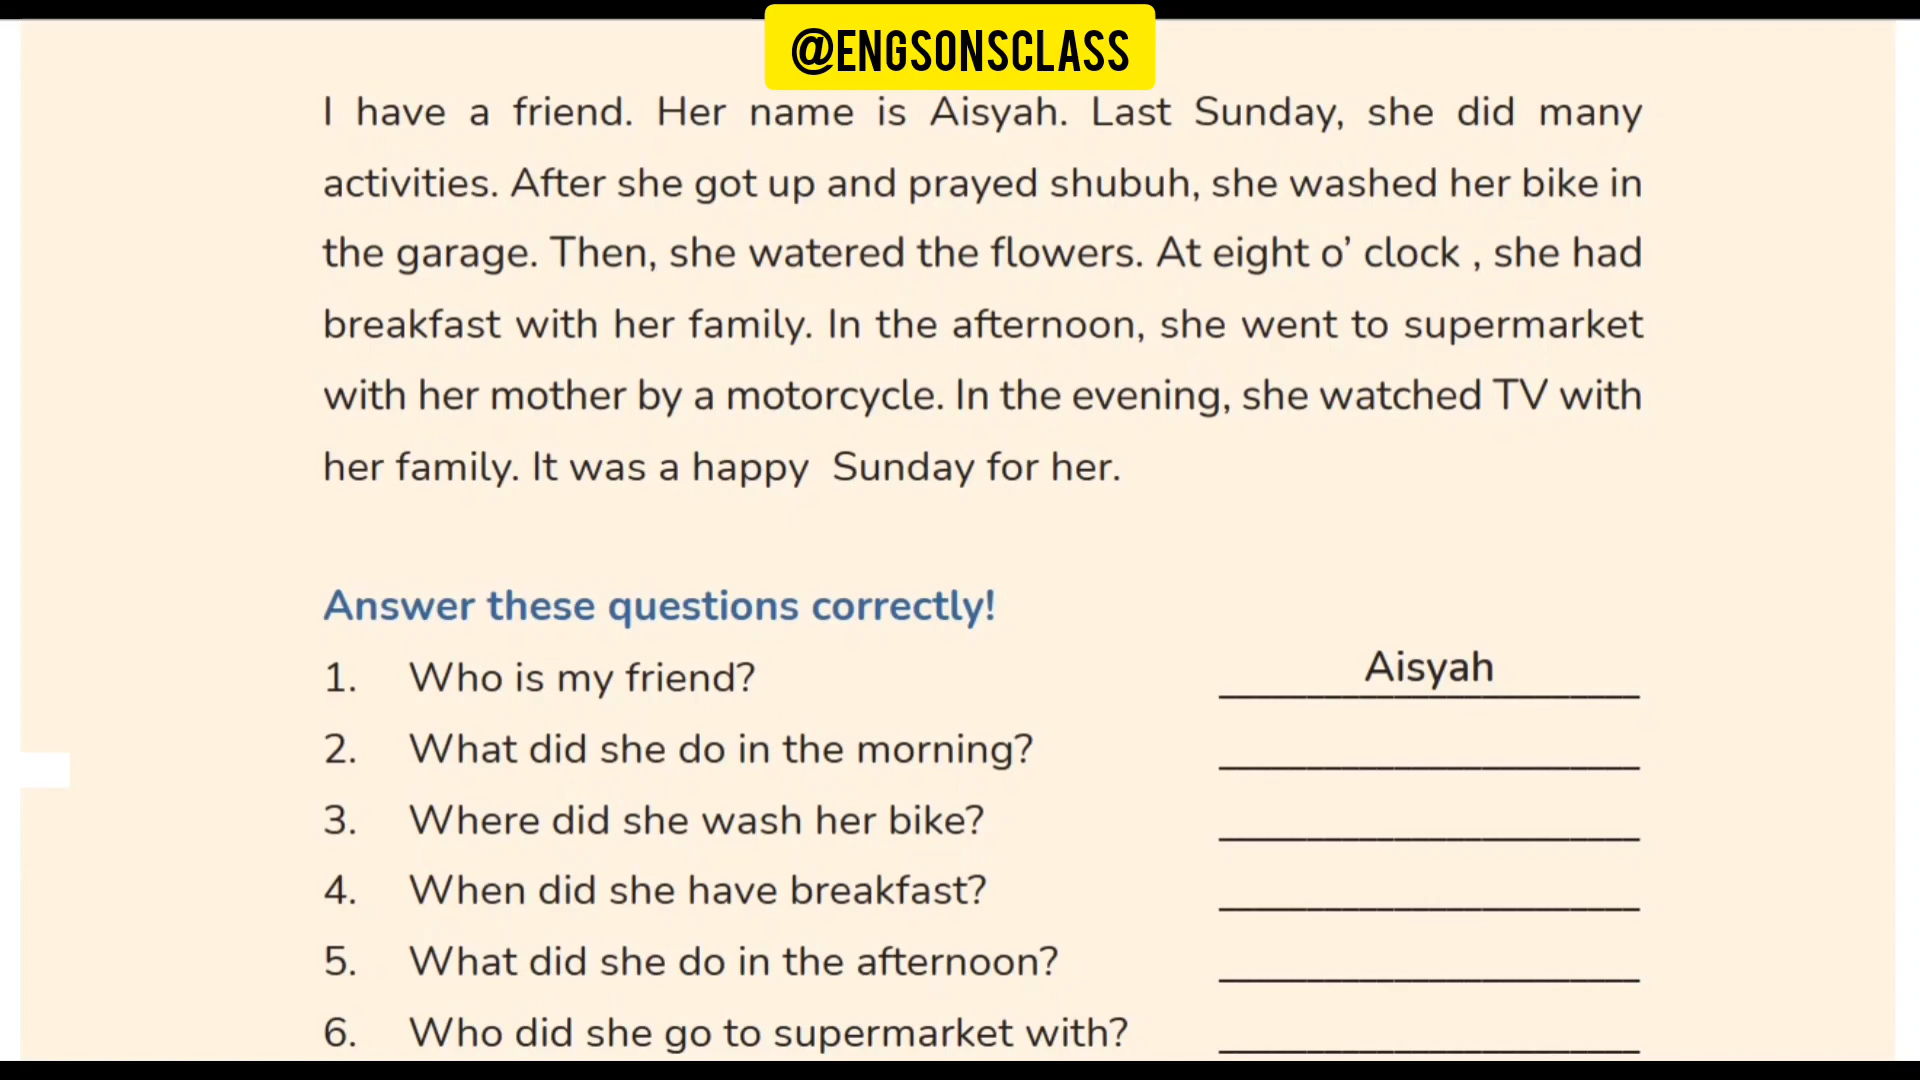 @ENGSONSCLASS
I have a friend. Her name is Aisyah. Last Sunday, she did many
activities. After she got up and prayed shubuh, she washed her bike in
the garage. Then, she watered the flowers. At eight o’ clock , she had
breakfast with her family. In the afternoon, she went to supermarket
with her mother by a motorcycle. In the evening, she watched TV with
her family. It was a happy  Sunday for her.
Answer these questions correctly!
1. Who is my friend? Aisyah
2. What did she do in the morning? ____________________
3. Where did she wash her bike? ____________________
4. When did she have breakfast? ____________________
5. What did she do in the afternoon? ____________________
6. Who did she go to supermarket with? ____________________